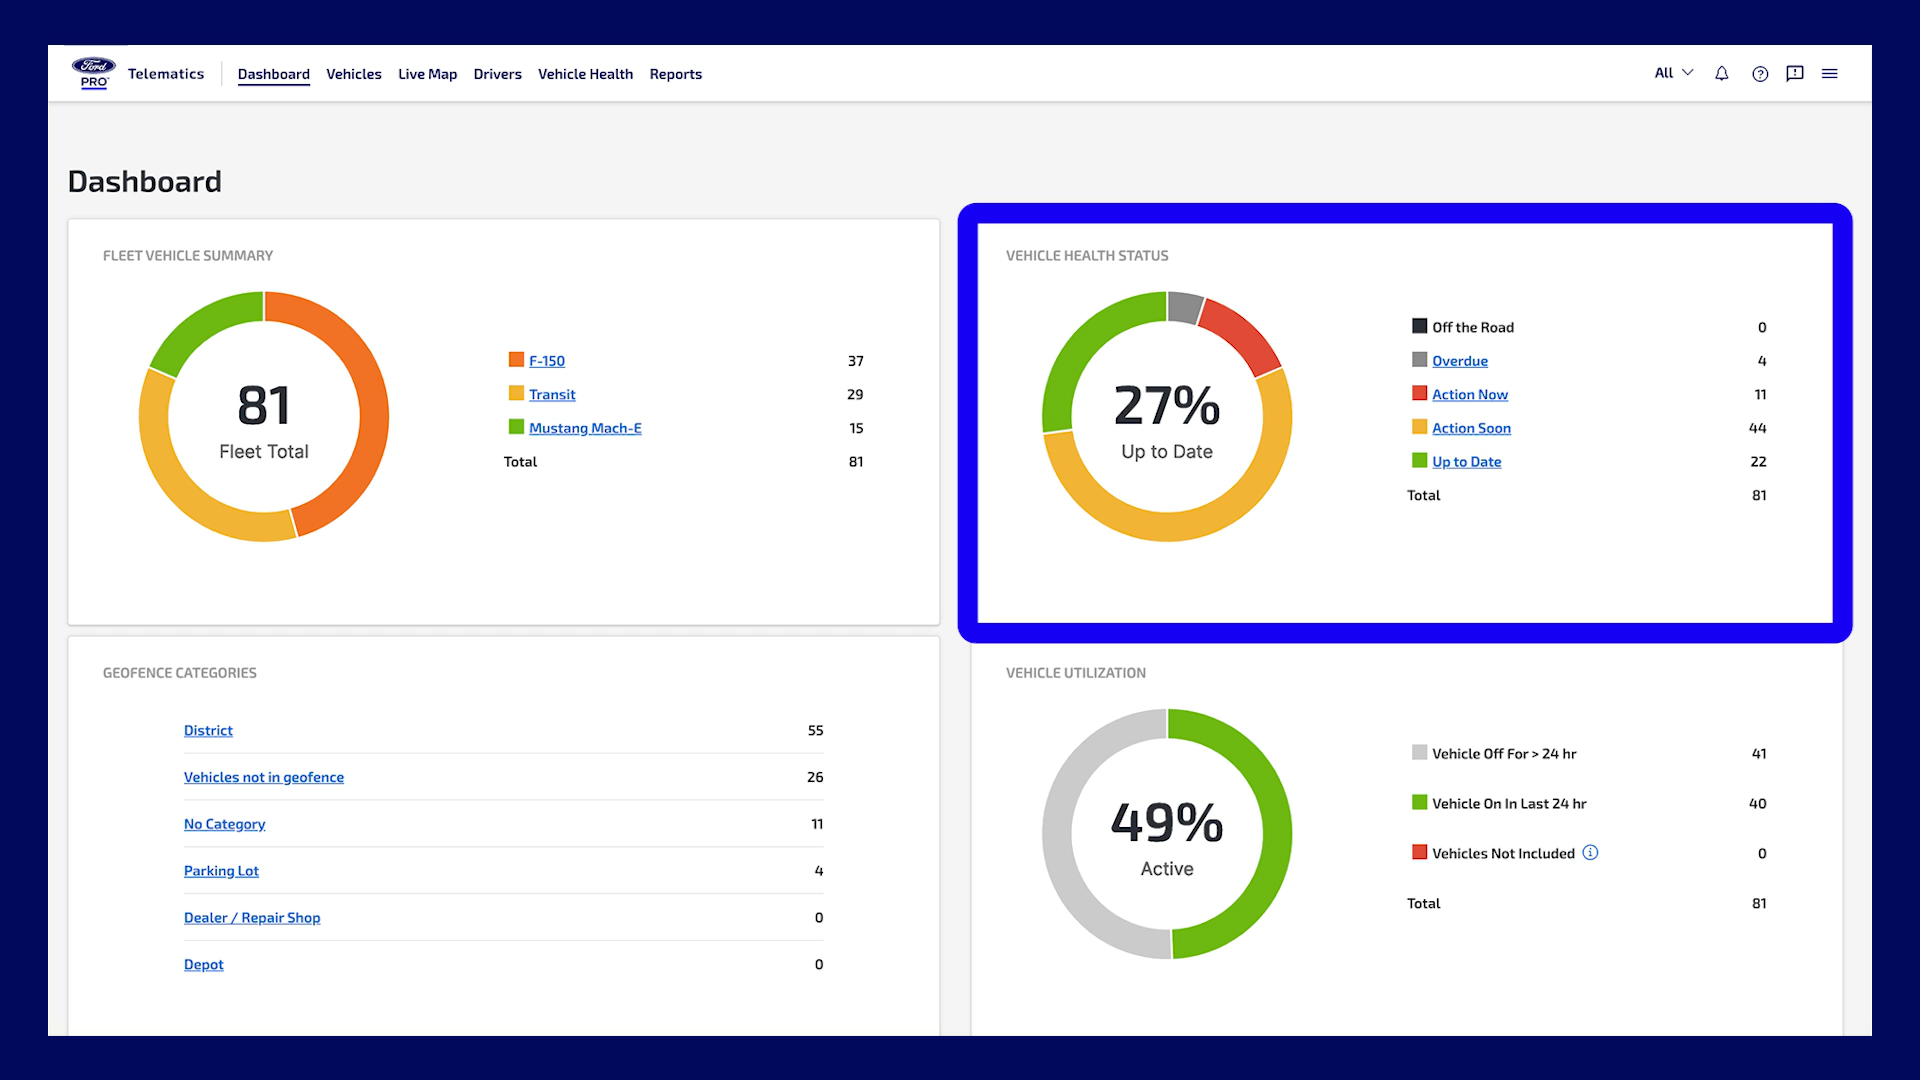 Ford
PRO™
Telematics
Dashboard Vehicles Live Map Drivers Vehicle Health Reports
All
Dashboard
FLEET VEHICLE SUMMARY
81
Fleet Total
F-150 37
Transit 29
Mustang Mach-E 15
Total 81
VEHICLE HEALTH STATUS
27%
Up to Date
Off the Road 0
Overdue 4
Action Now 11
Action Soon 44
Up to Date 22
Total 81
GEOFENCE CATEGORIES
District 55
Vehicles not in geofence 26
No Category 11
Parking Lot 4
Dealer / Repair Shop 0
Depot 0
VEHICLE UTILIZATION
49%
Active
Vehicle Off For > 24 hr 41
Vehicle On In Last 24 hr 40
Vehicles Not Included 0
Total 81